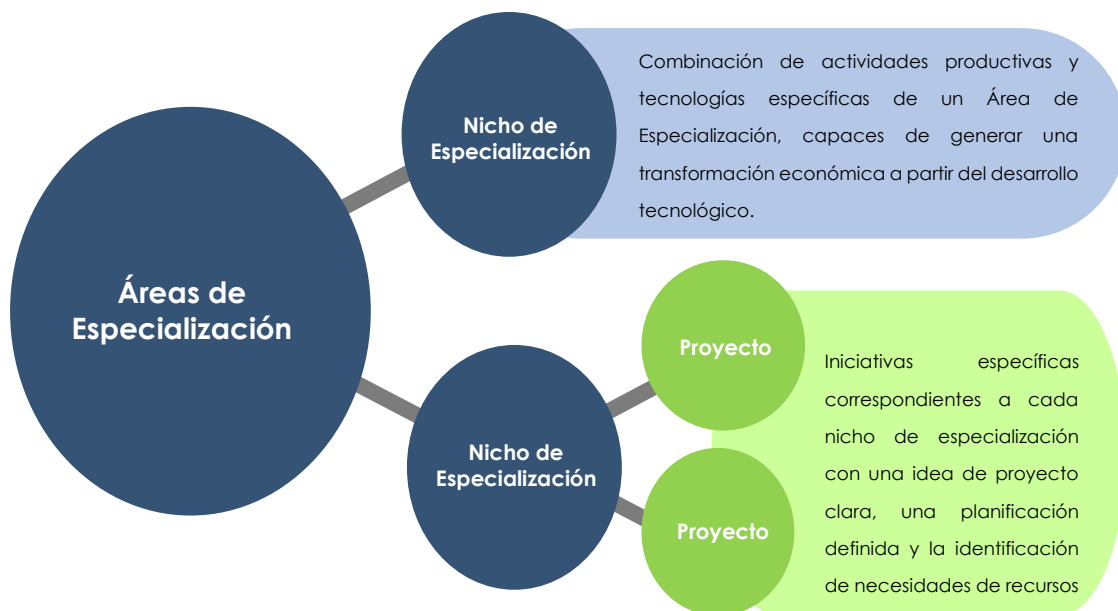 Áreas de
Especialización
Nicho de
Especialización
Combinación de actividades productivas y
tecnologías específicas de un Área de
Especialización, capaces de generar una
transformación económica a partir del desarrollo
tecnológico.
Nicho de
Especialización
Proyecto
Proyecto
Iniciativas específicas
correspondientes a cada
nicho de especialización
con una idea de proyecto
clara, una planificación
definida y la identificación
de necesidades de recursos